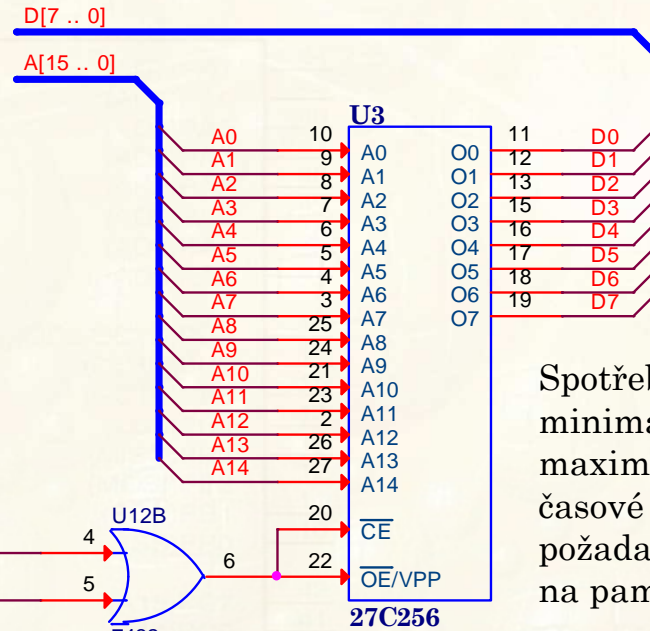 D[7 .. 0]
A[15 .. 0]
U3
A0 10 A0 O0 11 D0
A1 9 A1 O1 12 D1
A2 8 A2 O2 13 D2
A3 7 A3 O3 15 D3
A4 6 A4 O4 16 D4
A5 5 A5 O5 17 D5
A6 4 A6 O6 18 D6
A7 3 A7 O7 19 D7
A8 25 A8
A9 24 A9
A10 21 A10
A11 23 A11
A12 2 A12
A13 26 A13
A14 27 A14
20 CE
22 OE/VPP
27C256
U12B
4
5
6
Spotřeb
minima
maxim
časové
požada
na pam